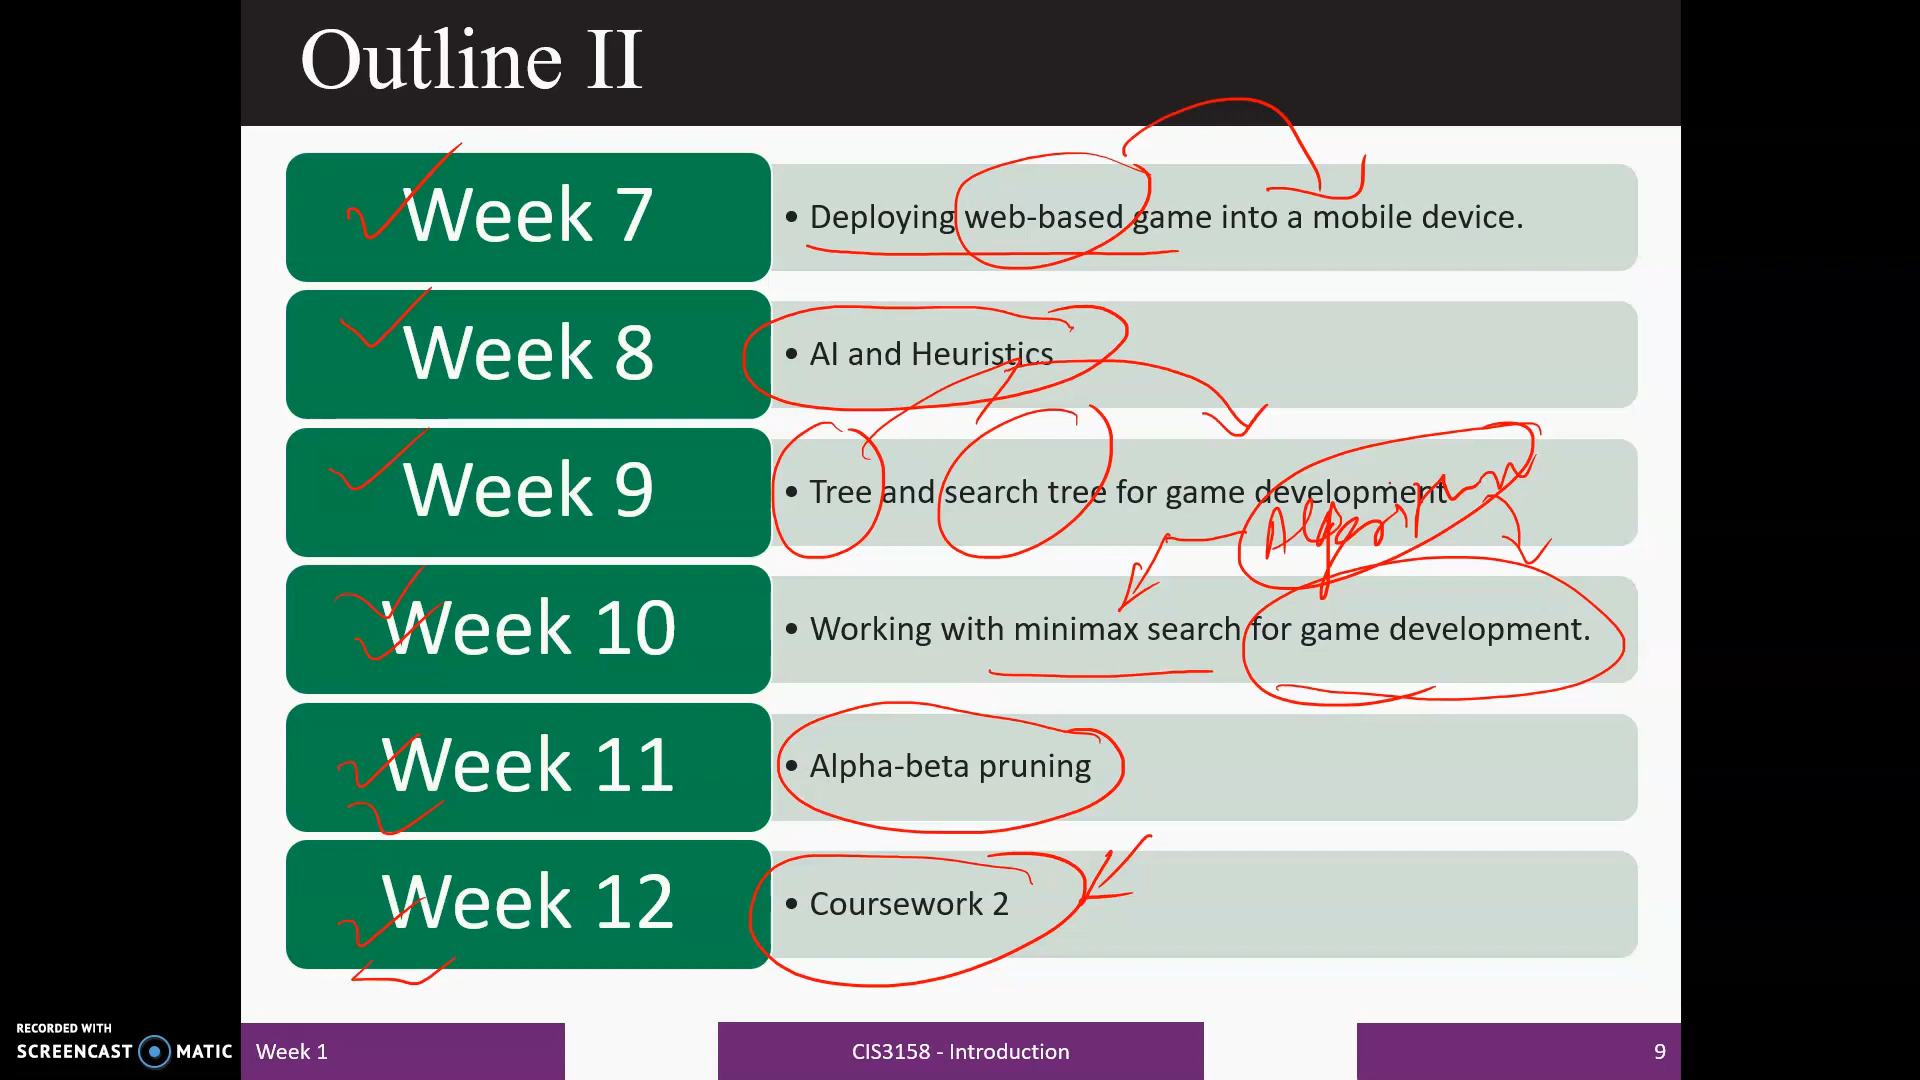 Outline II
Week 7
• Deploying web-based game into a mobile device.
Week 8
• AI and Heuristics
Week 9
• Tree and search tree for game development
Algorithms
Week 10
• Working with minimax search for game development.
Week 11
• Alpha-beta pruning
Week 12
• Coursework 2
RECORDED WITH
SCREENCAST MATIC
Week 1
CIS3158 - Introduction
9